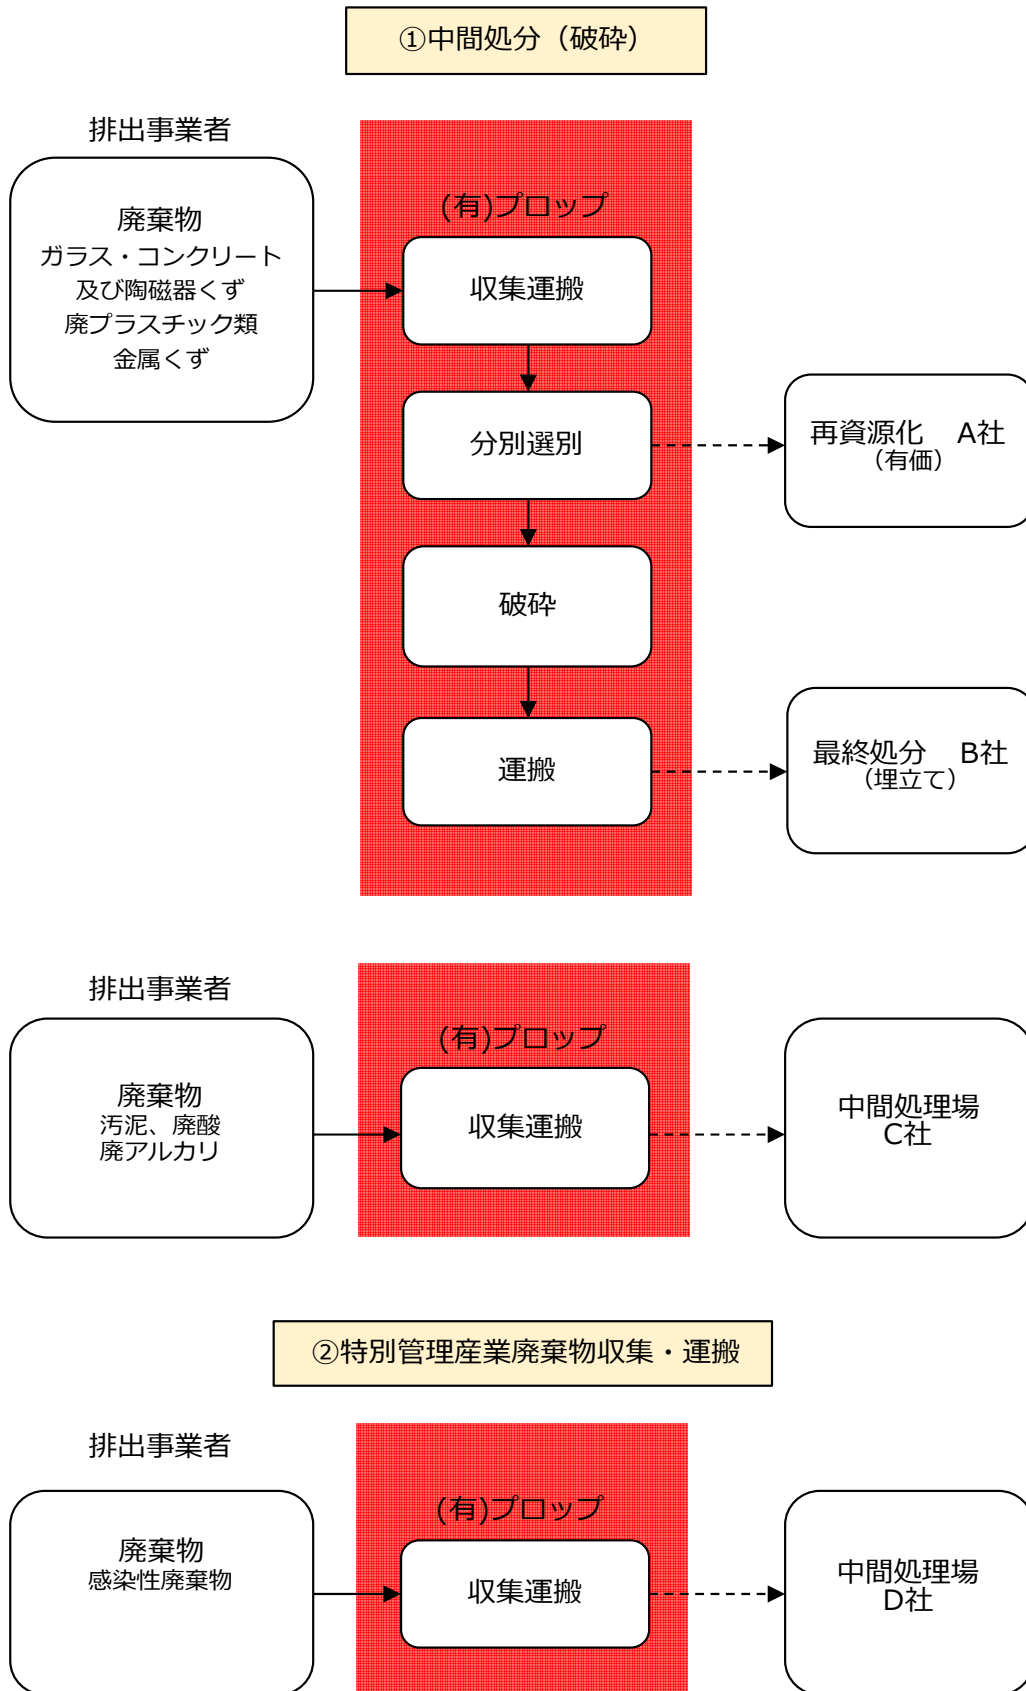 ①中間処分（破砕）
排出事業者
廃棄物
ガラス・コンクリート
及び陶磁器くず
廃プラスチック類
金属くず
(有)プロップ
収集運搬
分別選別
再資源化　A社
（有価）
破砕
運搬
最終処分　B社
（埋立て）
排出事業者
廃棄物
汚泥、廃酸
廃アルカリ
(有)プロップ
収集運搬
中間処理場
C社
②特別管理産業廃棄物収集・運搬
排出事業者
廃棄物
感染性廃棄物
(有)プロップ
収集運搬
中間処理場
D社